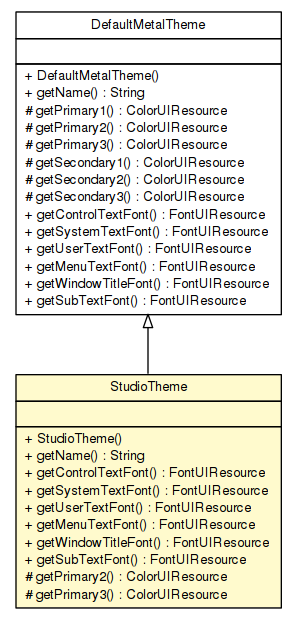 DefaultMetalTheme
+ DefaultMetalTheme()
+ getName() : String
# getPrimary1() : ColorUIResource
# getPrimary2() : ColorUIResource
# getPrimary3() : ColorUIResource
# getSecondary1() : ColorUIResource
# getSecondary2() : ColorUIResource
# getSecondary3() : ColorUIResource
+ getControlTextFont() : FontUIResource
+ getSystemTextFont() : FontUIResource
+ getUserTextFont() : FontUIResource
+ getMenuTextFont() : FontUIResource
+ getWindowTitleFont() : FontUIResource
+ getSubTextFont() : FontUIResource
StudioTheme
+ StudioTheme()
+ getName() : String
+ getControlTextFont() : FontUIResource
+ getSystemTextFont() : FontUIResource
+ getUserTextFont() : FontUIResource
+ getMenuTextFont() : FontUIResource
+ getWindowTitleFont() : FontUIResource
+ getSubTextFont() : FontUIResource
# getPrimary2() : ColorUIResource
# getPrimary3() : ColorUIResource